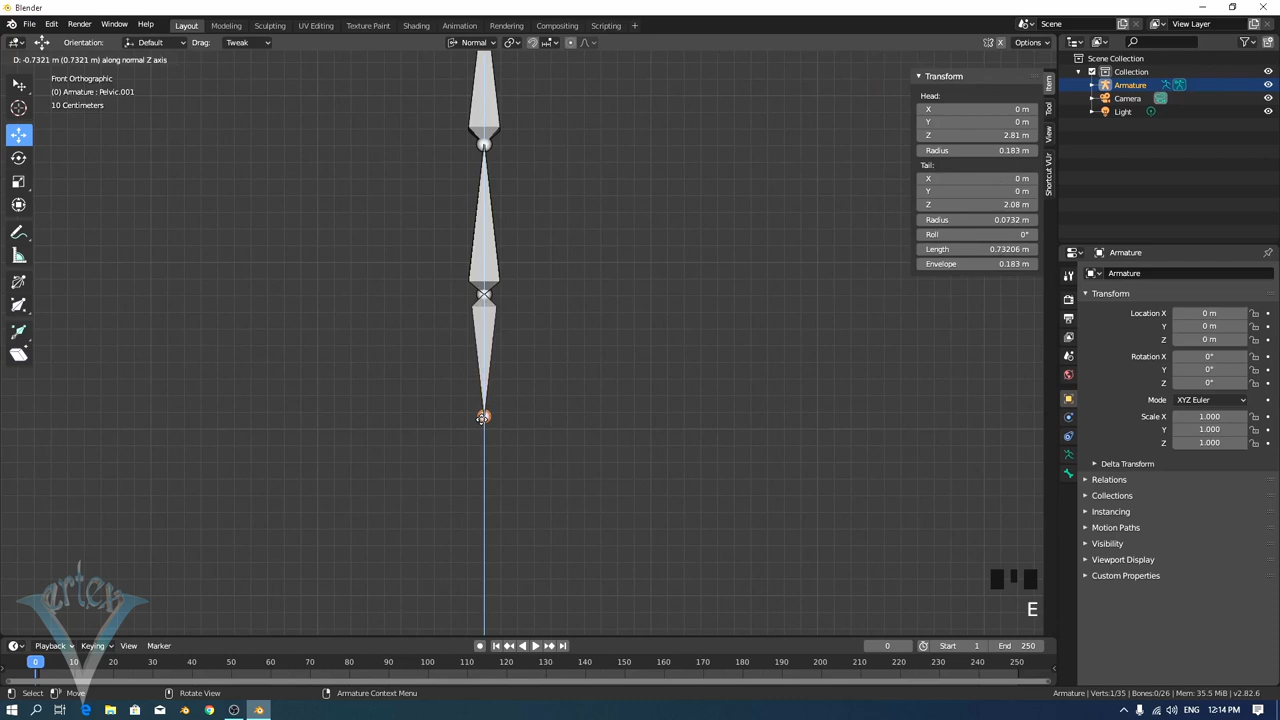 Blender
File Edit Render Window Help Layout Modeling Sculpting UV Editing Texture Paint Shading Animation Rendering Compositing Scripting + Scene View Layer
Orientation: Default Drag: Tweak Normal X Options
D: -0.7321 m (0.7321 m) along normal Z axis
Front Orthographic
(0) Armature : Pelvic.001
10 Centimeters
Transform
Head:
X 0 m
Y 0 m
Z 2.81 m
Radius 0.183 m
Tail:
X 0 m
Y 0 m
Z 2.08 m
Radius 0.0732 m
Roll 0°
Length 0.73206 m
Envelope 0.183 m
Item
Tool
View
Shortcut VUr
Scene Collection
Collection
Armature
Camera
Light
Armature
Armature
Transform
Location X 0 m
Y 0 m
Z 0 m
Rotation X 0°
Y 0°
Z 0°
Mode XYZ Euler
Scale X 1.000
Y 1.000
Z 1.000
Delta Transform
Relations
Collections
Instancing
Motion Paths
Visibility
Viewport Display
Custom Properties
E
Vertex
Playback Keying View Marker 0 Start 1 End 250
0 10 20 30 40 50 60 70 80 90 100 110 120 130 140 150 160 170 180 190 200 210 220 230 240 250
Select Move Rotate View Armature Context Menu Armature | Verts:1/35 | Bones:0/26 | Mem: 35.5 MiB | v2.82.6
ENG 12:14 PM